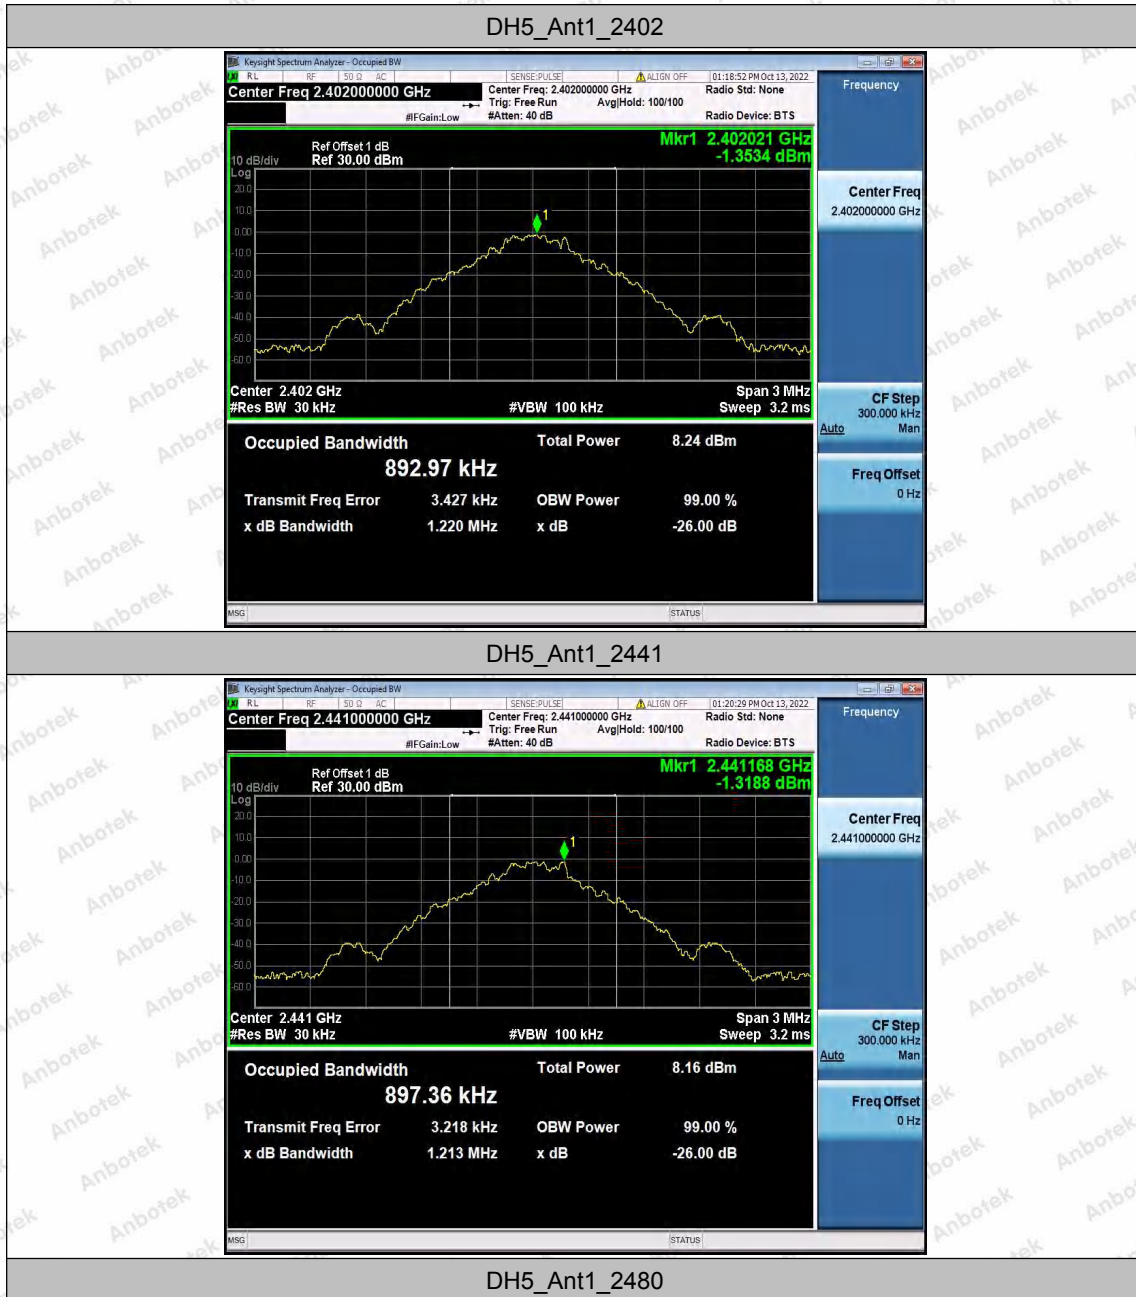 DH5_Ant1_2402
Keysight Spectrum Analyzer - Occupied BW
LXI RL RF 50 Ω AC SENSE:PULSE ALIGN OFF 01:18:52 PM Oct 13, 2022
Center Freq 2.402000000 GHz
Center Freq: 2.402000000 GHz
Radio Std: None
Trig: Free Run Avg|Hold: 100/100
#IFGain:Low #Atten: 40 dB Radio Device: BTS
Frequency
Mkr1 2.402021 GHz
-1.3534 dBm
Ref Offset 1 dB
10 dB/div Ref 30.00 dBm
Log
20.0
10.0
0.00
-10.0
-20.0
-30.0
-40.0
-50.0
-60.0
1
Center Freq
2.402000000 GHz
Center 2.402 GHz Span 3 MHz
#Res BW 30 kHz #VBW 100 kHz Sweep 3.2 ms
CF Step
300.000 kHz
Auto Man
Occupied Bandwidth Total Power 8.24 dBm
892.97 kHz
Transmit Freq Error 3.427 kHz OBW Power 99.00 %
x dB Bandwidth 1.220 MHz x dB -26.00 dB
Freq Offset
0 Hz
MSG STATUS
DH5_Ant1_2441
Keysight Spectrum Analyzer - Occupied BW
LXI RL RF 50 Ω AC SENSE:PULSE ALIGN OFF 01:20:29 PM Oct 13, 2022
Center Freq 2.441000000 GHz
Center Freq: 2.441000000 GHz
Radio Std: None
Trig: Free Run Avg|Hold: 100/100
#IFGain:Low #Atten: 40 dB Radio Device: BTS
Frequency
Mkr1 2.441168 GHz
-1.3188 dBm
Ref Offset 1 dB
10 dB/div Ref 30.00 dBm
Log
20.0
10.0
0.00
-10.0
-20.0
-30.0
-40.0
-50.0
-60.0
1
Center Freq
2.441000000 GHz
Center 2.441 GHz Span 3 MHz
#Res BW 30 kHz #VBW 100 kHz Sweep 3.2 ms
CF Step
300.000 kHz
Auto Man
Occupied Bandwidth Total Power 8.16 dBm
897.36 kHz
Transmit Freq Error 3.218 kHz OBW Power 99.00 %
x dB Bandwidth 1.213 MHz x dB -26.00 dB
Freq Offset
0 Hz
MSG STATUS
DH5_Ant1_2480
Anbotek